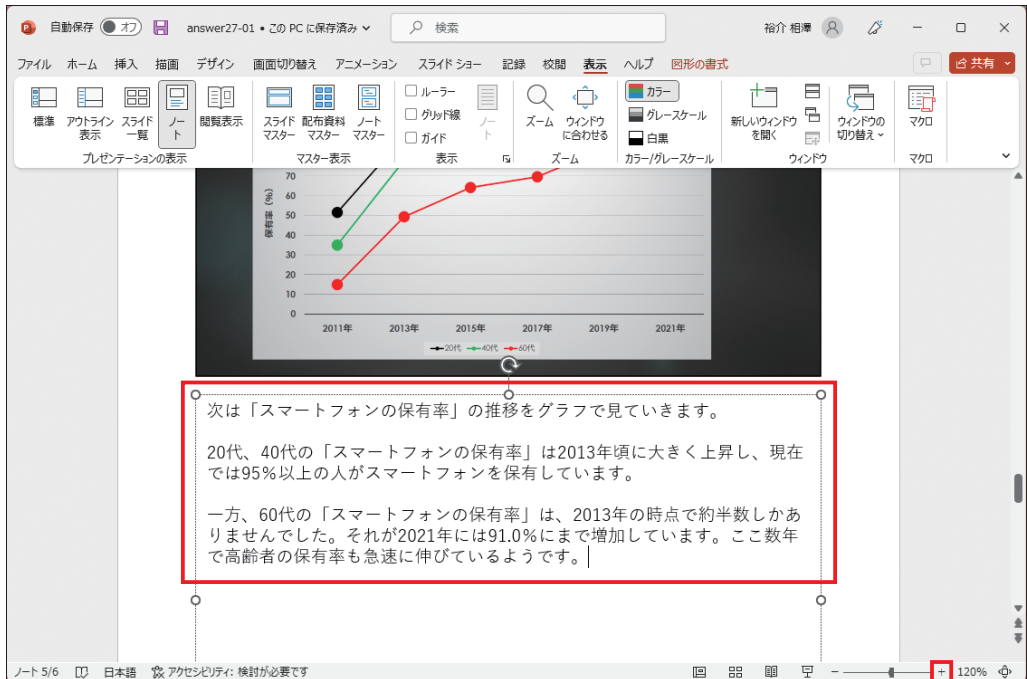 自動保存 オフ answer27-01 • この PC に保存済み 検索 裕介 相澤
ファイル ホーム 挿入 描画 デザイン 画面切り替え アニメーション スライド ショー 記録 校閲 表示 ヘルプ 図形の書式 共有
標準 アウトライン表示 スライド一覧 ノート 閲覧表示
プレゼンテーションの表示
スライド マスター 配布資料 マスター ノート マスター
マスター表示
ルーラー
グリッド線
ガイド
ノート
表示
ズーム ウィンドウに合わせる
ズーム
カラー
グレースケール
白黒
カラー/グレースケール
新しいウィンドウを開く ウィンドウの切り替え
ウィンドウ
マクロ
マクロ
保有率（%）
70
60
50
40
30
20
10
0
2011年 2013年 2015年 2017年 2019年 2021年
20代 40代 60代
次は「スマートフォンの保有率」の推移をグラフで見ていきます。
20代、40代の「スマートフォンの保有率」は2013年頃に大きく上昇し、現在
では95%以上の人がスマートフォンを保有しています。
一方、60代の「スマートフォンの保有率」は、2013年の時点で約半数しかあ
りませんでした。それが2021年には91.0%にまで増加しています。ここ数年
で高齢者の保有率も急速に伸びているようです。
ノート 5/6 日本語 アクセシビリティ: 検討が必要です 120%